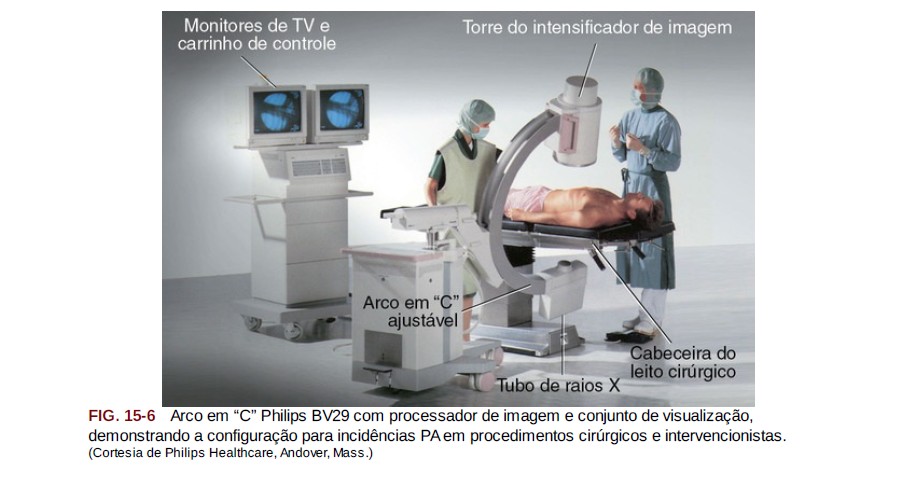 Monitores de TV e
carrinho de controle
Torre do intensificador de imagem
Arco em “C”
ajustável
Cabeceira do
leito cirúrgico
Tubo de raios X
FIG. 15-6 Arco em “C” Philips BV29 com processador de imagem e conjunto de visualização,
demonstrando a configuração para incidências PA em procedimentos cirúrgicos e intervencionistas.
(Cortesia de Philips Healthcare, Andover, Mass.)